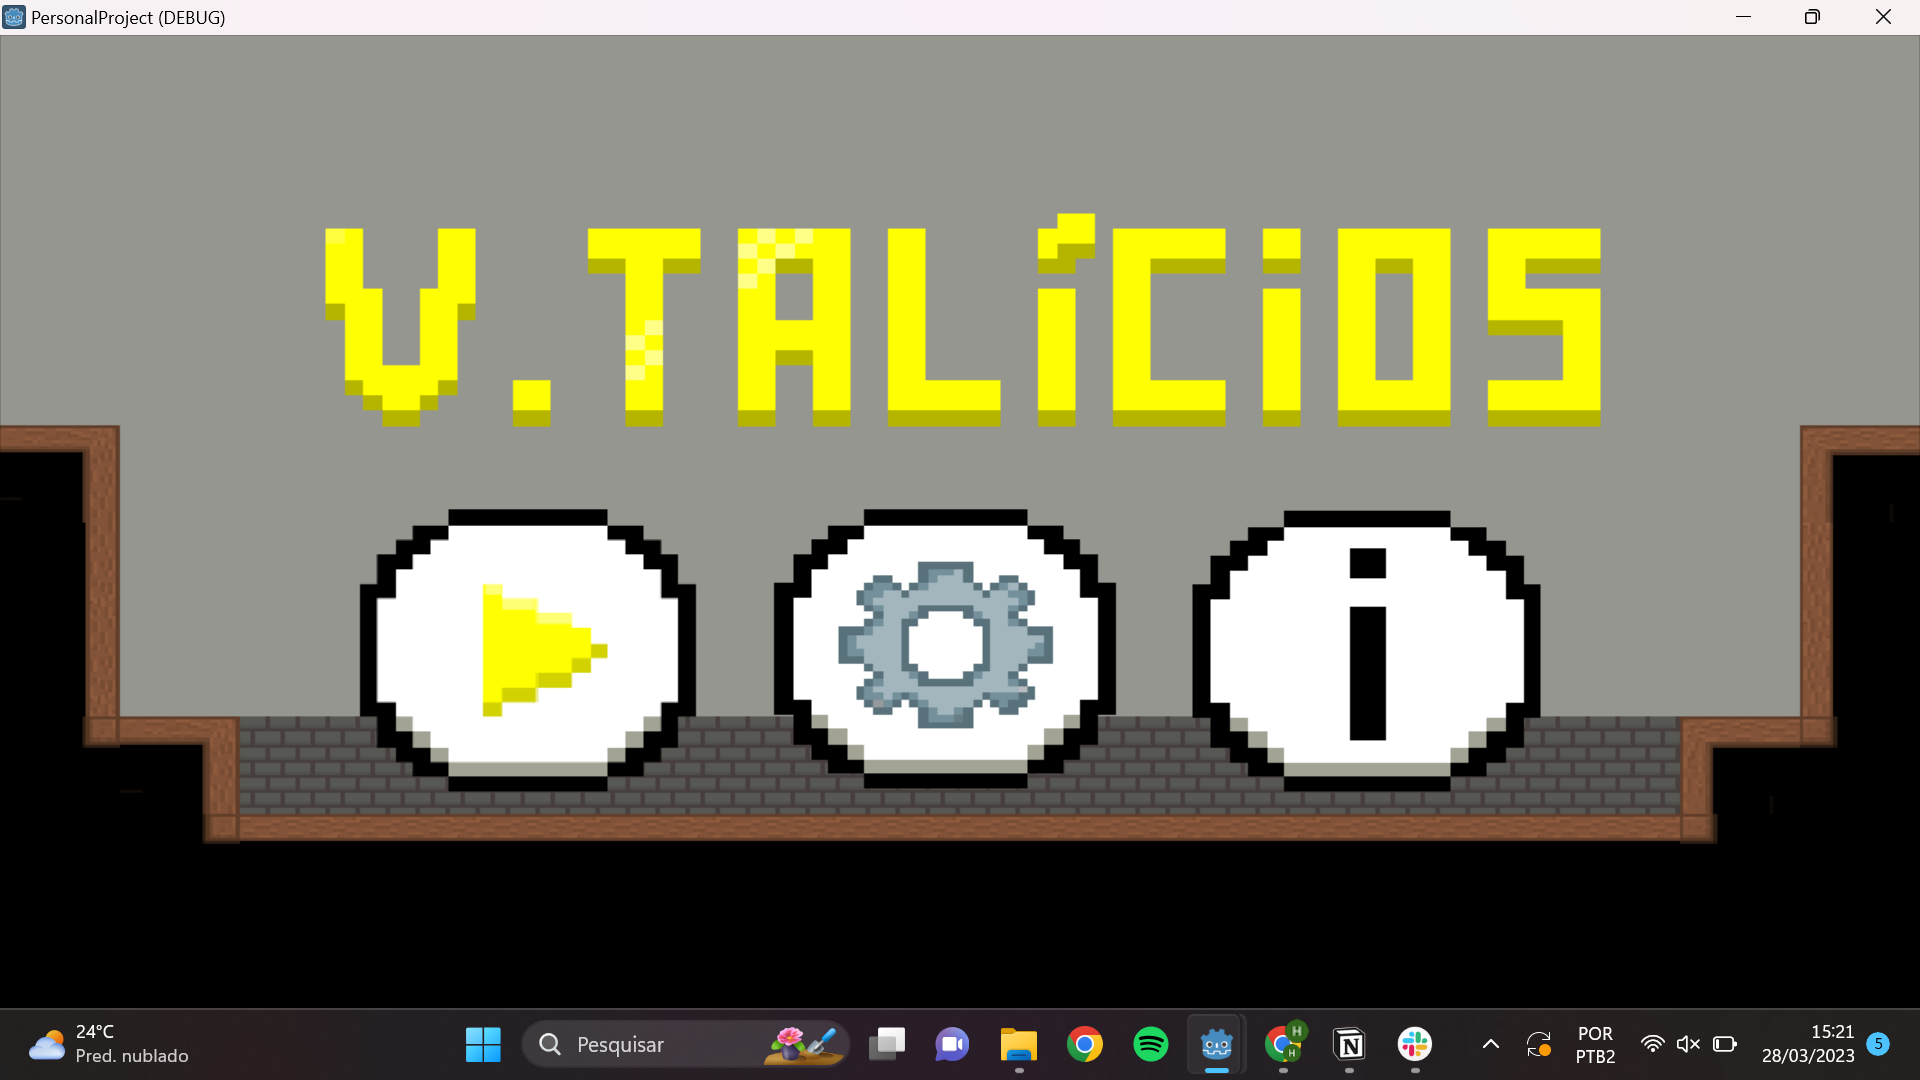 PersonalProject (DEBUG)
V.TALÍCIOS
i
24°C
Pred. nublado
Pesquisar
H
H
N
POR
PTB2
15:21
28/03/2023
5